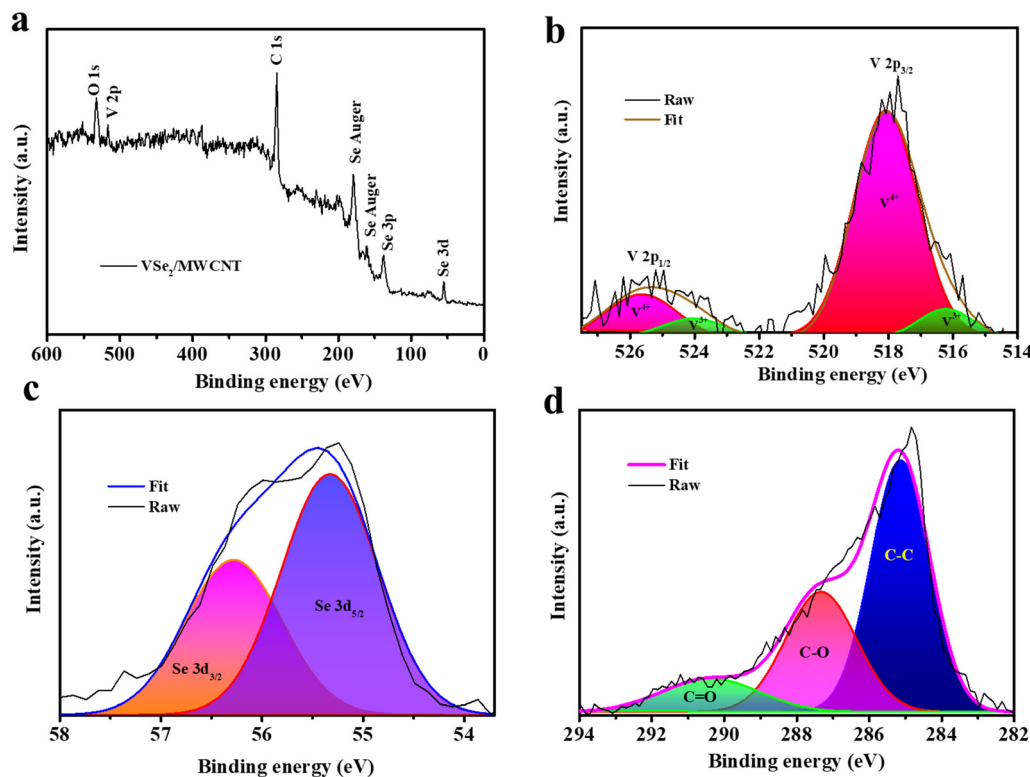 a
O 1s
V 2p
C 1s
Se Auger
Se Auger
Se 3p
Se 3d
VSe₂/MWCNT
Intensity (a.u.)
600 500 400 300 200 100 0
Binding energy (eV)
b
V 2p₃/₂
Raw
Fit
V⁴⁺
V 2p₁/₂
V⁴⁺
V³⁺
V³⁺
Intensity (a.u.)
526 524 522 520 518 516 514
Binding energy (eV)
c
Fit
Raw
Se 3d₅/₂
Se 3d₃/₂
Intensity (a.u.)
58 57 56 55 54
Binding energy (eV)
d
Fit
Raw
C-C
C-O
C=O
Intensity (a.u.)
294 292 290 288 286 284 282
Binding energy (eV)